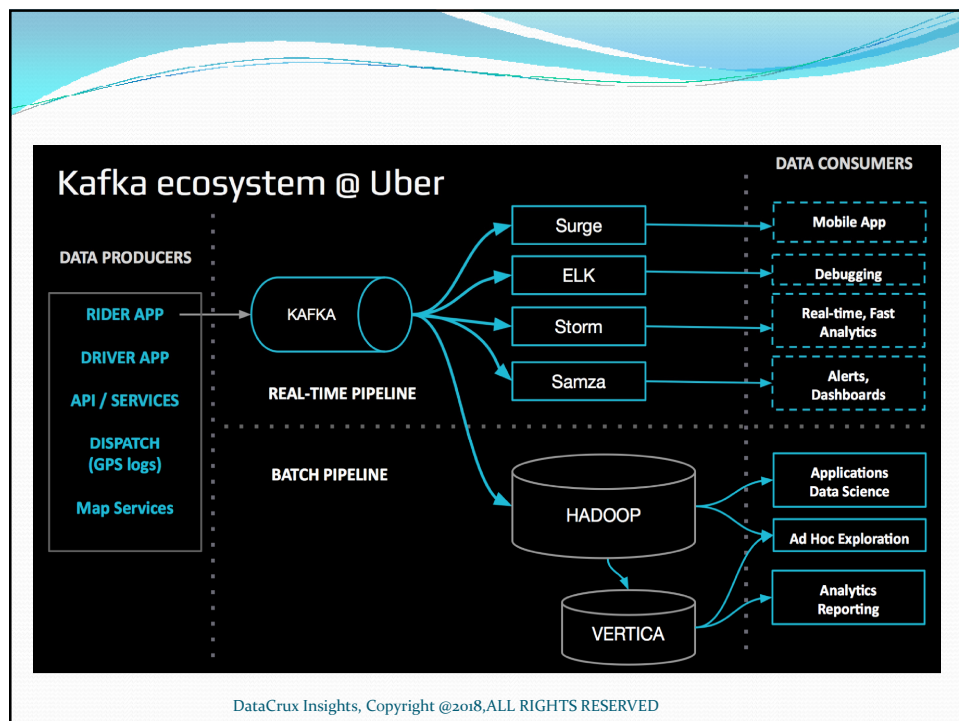 Kafka ecosystem @ Uber
DATA PRODUCERS
RIDER APP
DRIVER APP
API / SERVICES
DISPATCH
(GPS logs)
Map Services
KAFKA
REAL-TIME PIPELINE
BATCH PIPELINE
Surge
ELK
Storm
Samza
HADOOP
VERTICA
DATA CONSUMERS
Mobile App
Debugging
Real-time, Fast
Analytics
Alerts,
Dashboards
Applications
Data Science
Ad Hoc Exploration
Analytics
Reporting
DataCrux Insights, Copyright @2018,ALL RIGHTS RESERVED